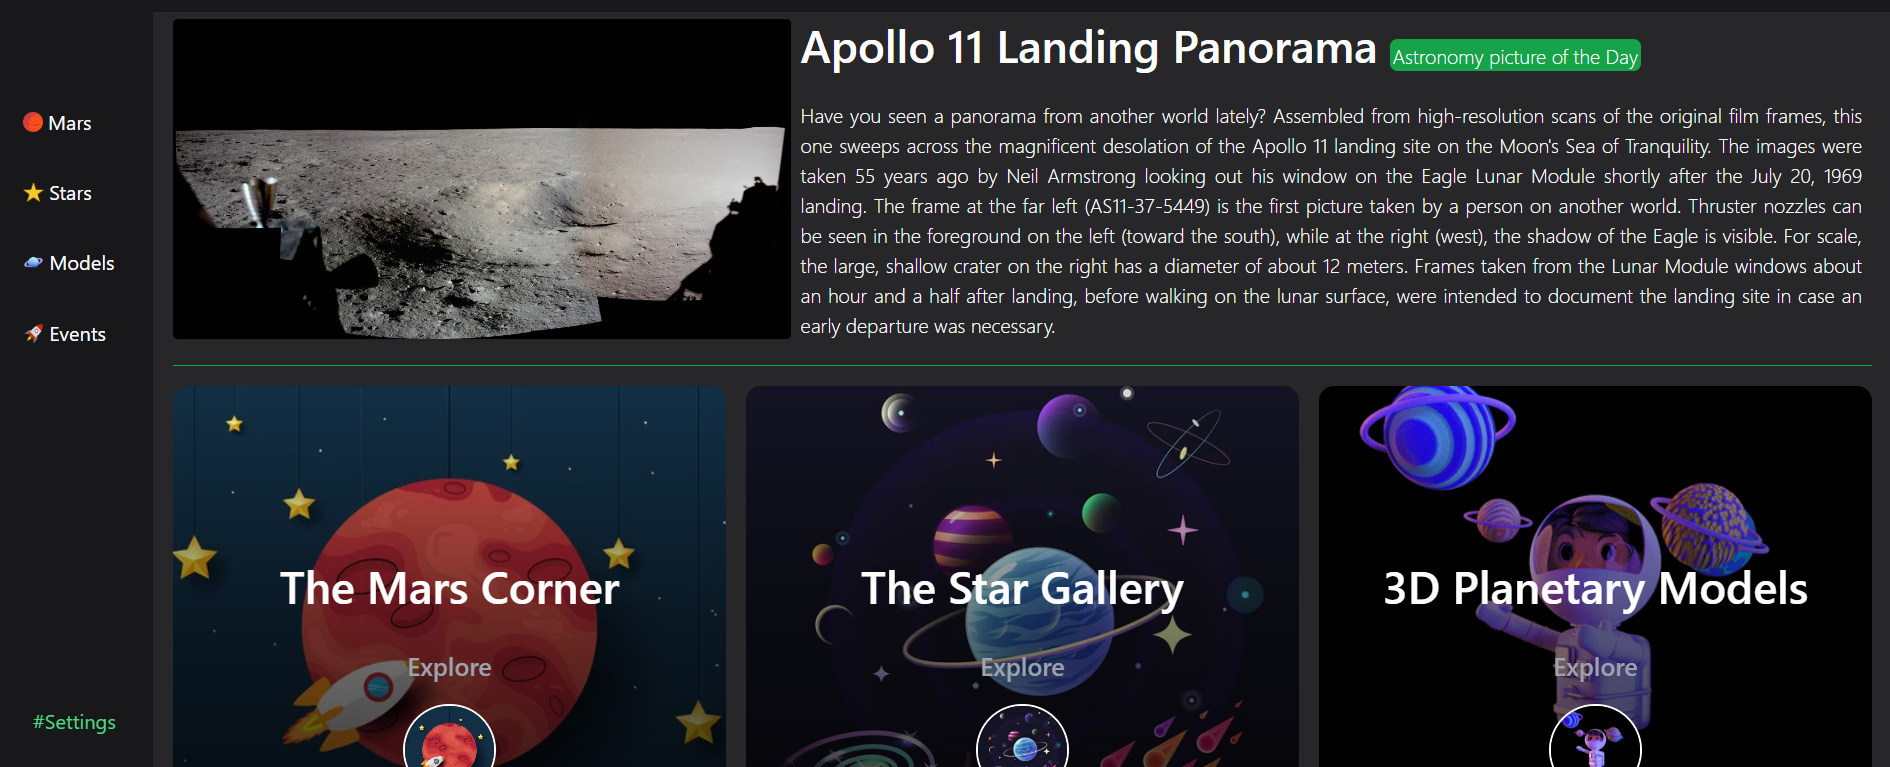 Mars
Stars
Models
Events
#Settings
Apollo 11 Landing Panorama
Astronomy picture of the Day
Have you seen a panorama from another world lately? Assembled from high-resolution scans of the original film frames, this
one sweeps across the magnificent desolation of the Apollo 11 landing site on the Moon's Sea of Tranquility. The images were
taken 55 years ago by Neil Armstrong looking out his window on the Eagle Lunar Module shortly after the July 20, 1969
landing. The frame at the far left (AS11-37-5449) is the first picture taken by a person on another world. Thruster nozzles can
be seen in the foreground on the left (toward the south), while at the right (west), the shadow of the Eagle is visible. For scale,
the large, shallow crater on the right has a diameter of about 12 meters. Frames taken from the Lunar Module windows about
an hour and a half after landing, before walking on the lunar surface, were intended to document the landing site in case an
early departure was necessary.
The Mars Corner
Explore
The Star Gallery
Explore
3D Planetary Models
Explore